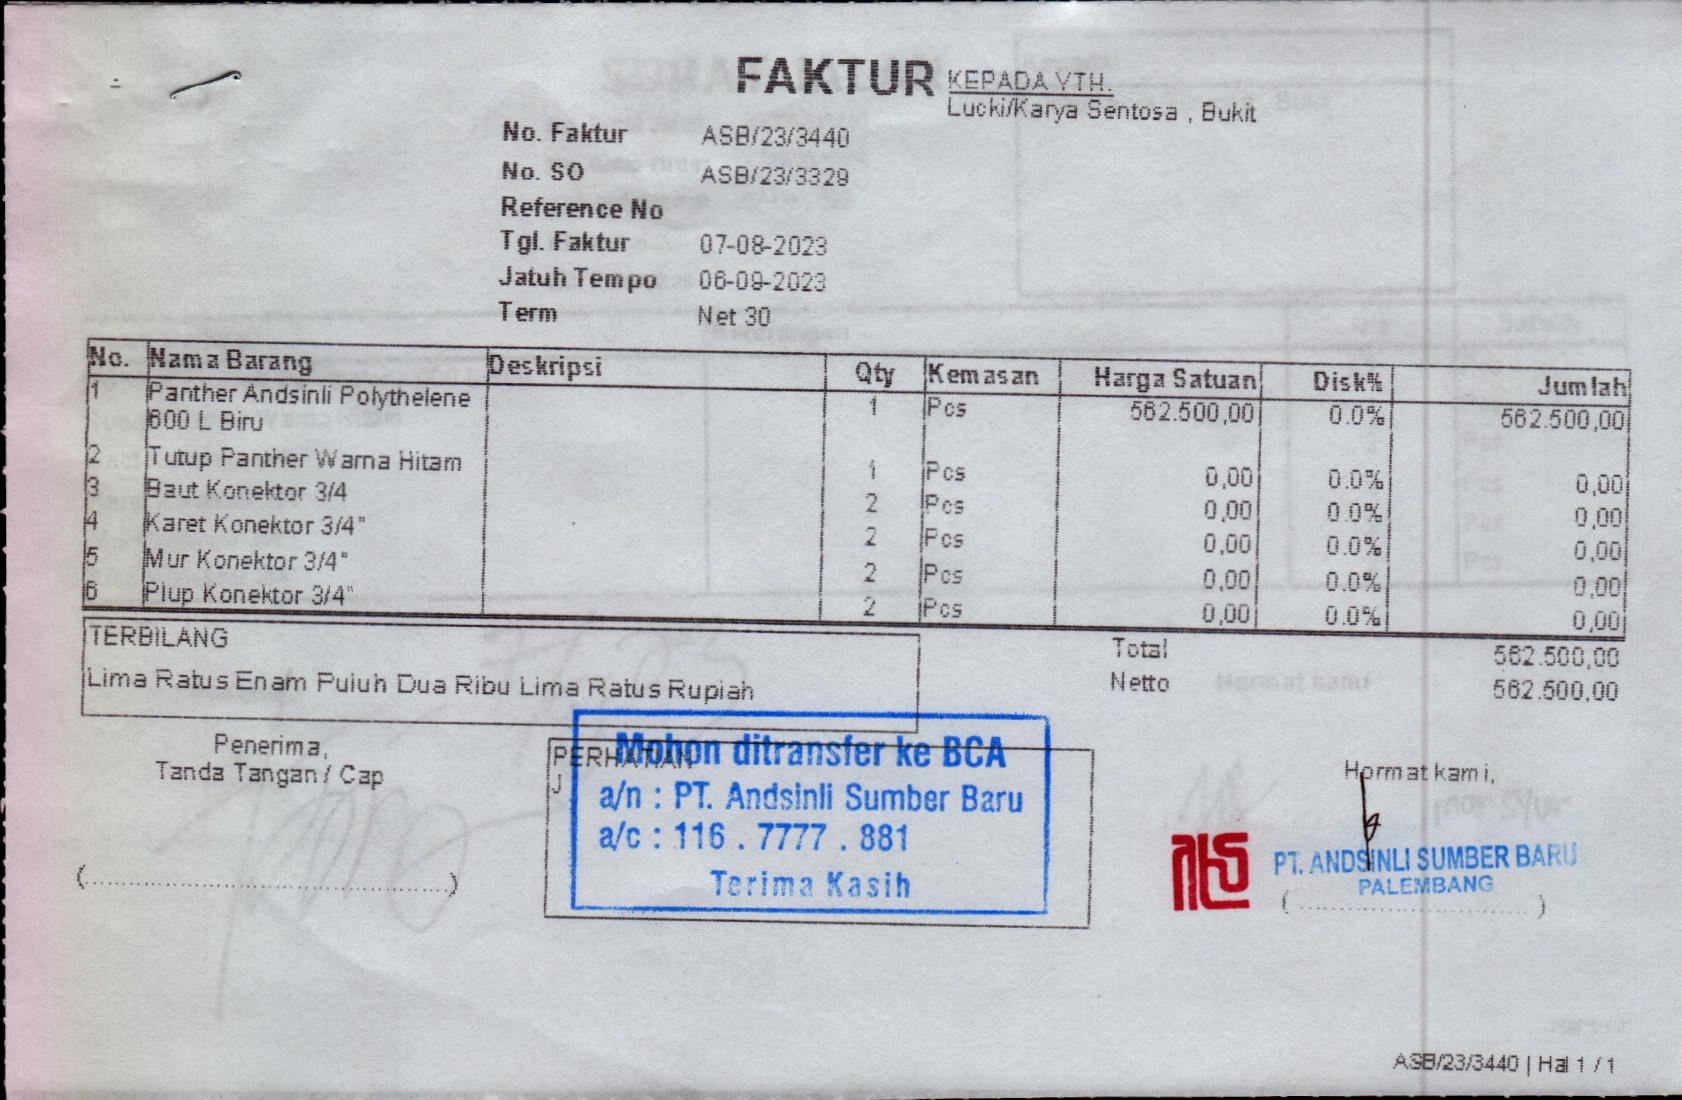 FAKTUR
KEPADA YTH.
Lucki/Karya Sentosa , Bukit
No. Faktur ASB/23/3440
No. SO ASB/23/3329
Reference No
Tgl. Faktur 07-08-2023
Jatuh Tempo 06-09-2023
Term Net 30
No. Nama Barang Deskripsi Qty Kemasan Harga Satuan Disk% Jumlah
1 Panther Andsinli Polythelene 1 Pcs 562.500,00 0.0% 562.500,00
600 L Biru
2 Tutup Panther Warna Hitam 1 Pcs 0,00 0.0% 0,00
3 Baut Konektor 3/4 2 Pcs 0,00 0.0% 0,00
4 Karet Konektor 3/4" 2 Pcs 0,00 0.0% 0,00
5 Mur Konektor 3/4" 2 Pcs 0,00 0.0% 0,00
6 Plup Konektor 3/4" 2 Pcs 0,00 0.0% 0,00
TERBILANG
Lima Ratus Enam Puluh Dua Ribu Lima Ratus Rupiah
Total 562.500,00
Netto 562.500,00
Penerima,
Tanda Tangan / Cap
(..............................)
PERHATIAN
J
Mohon ditransfer ke BCA
a/n : PT. Andsinli Sumber Baru
a/c : 116 . 7777 . 881
Terima Kasih
Hormat kami,
PT. ANDSINLI SUMBER BARU
PALEMBANG
(..............................)
ASB/23/3440 | Hal 1 / 1